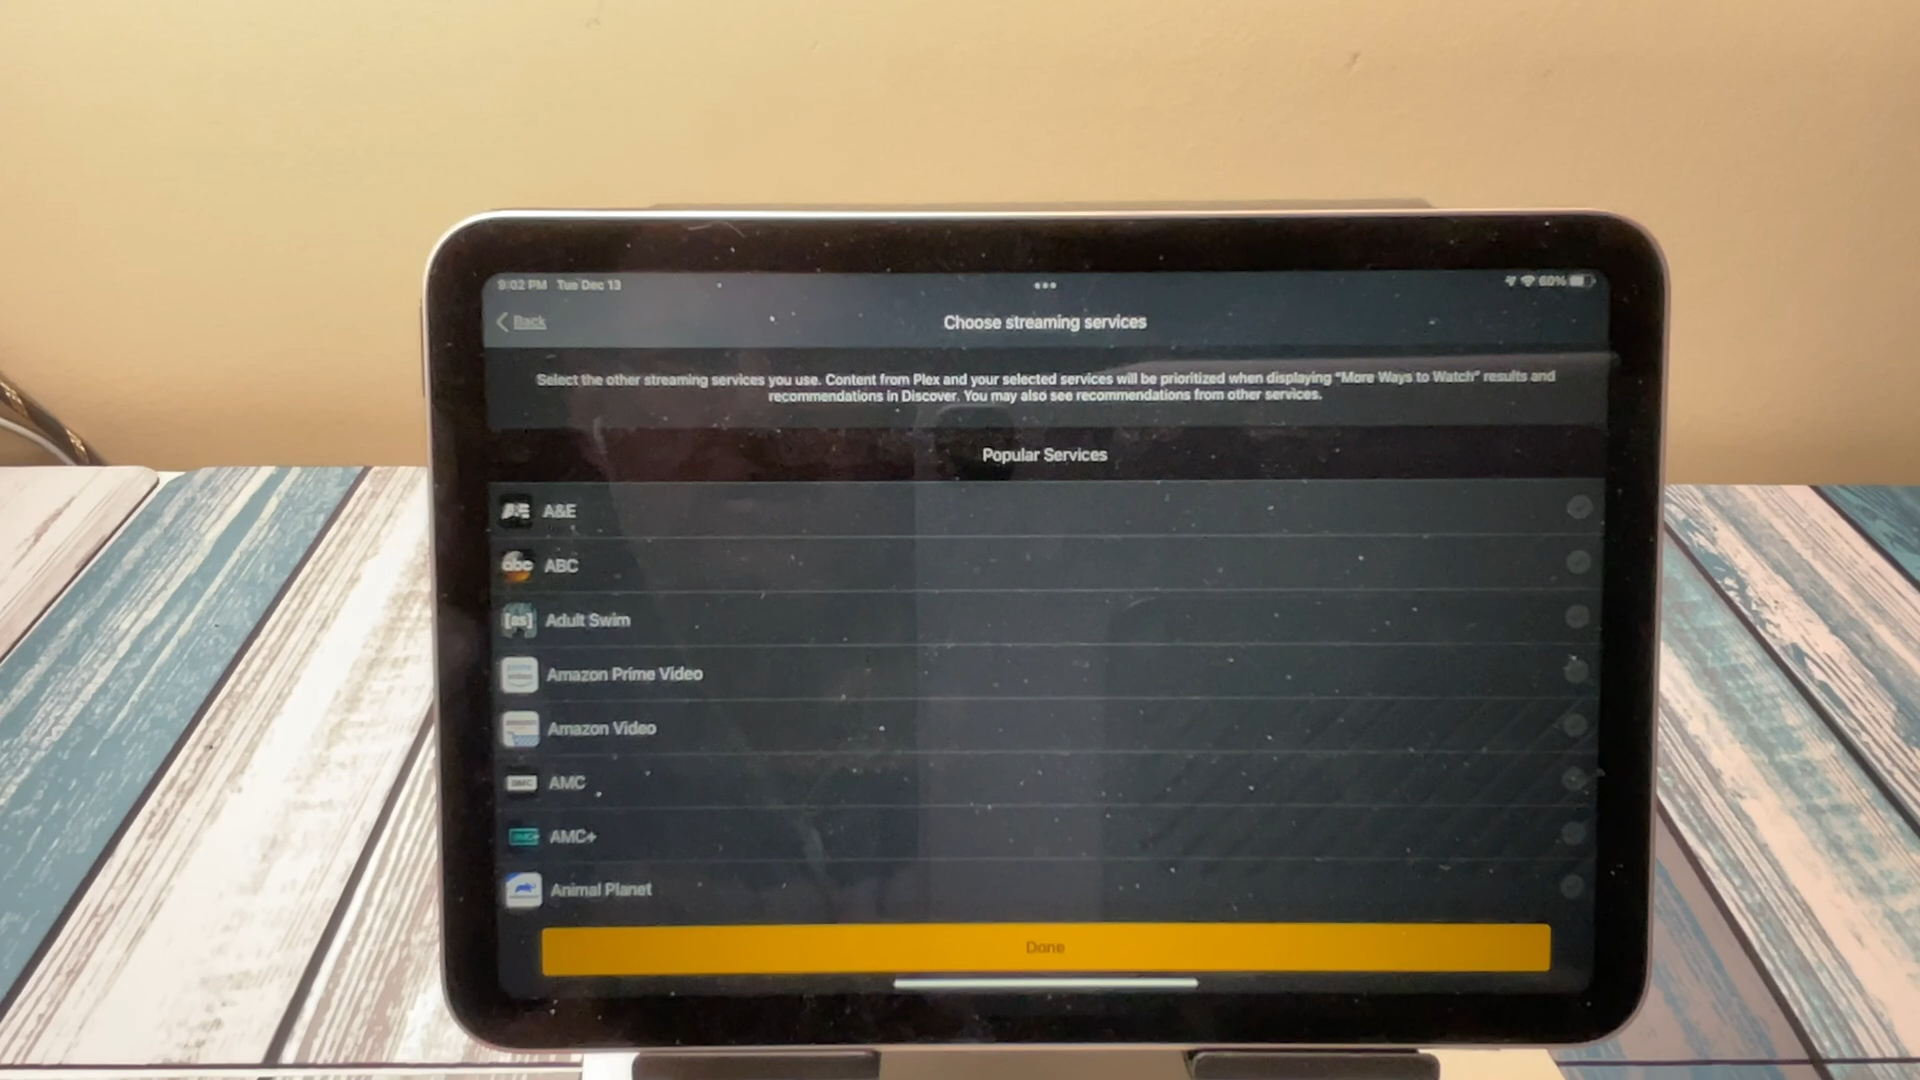 9:02 PM Tue Dec 13
60%
Back
Choose streaming services
Select the other streaming services you use. Content from Plex and your selected services will be prioritized when displaying “More Ways to Watch” results and
recommendations in Discover. You may also see recommendations from other services.
Popular Services
A&E
abc ABC
[as] Adult Swim
Amazon Prime Video
Amazon Video
AMC
AMC+
Animal Planet
Done